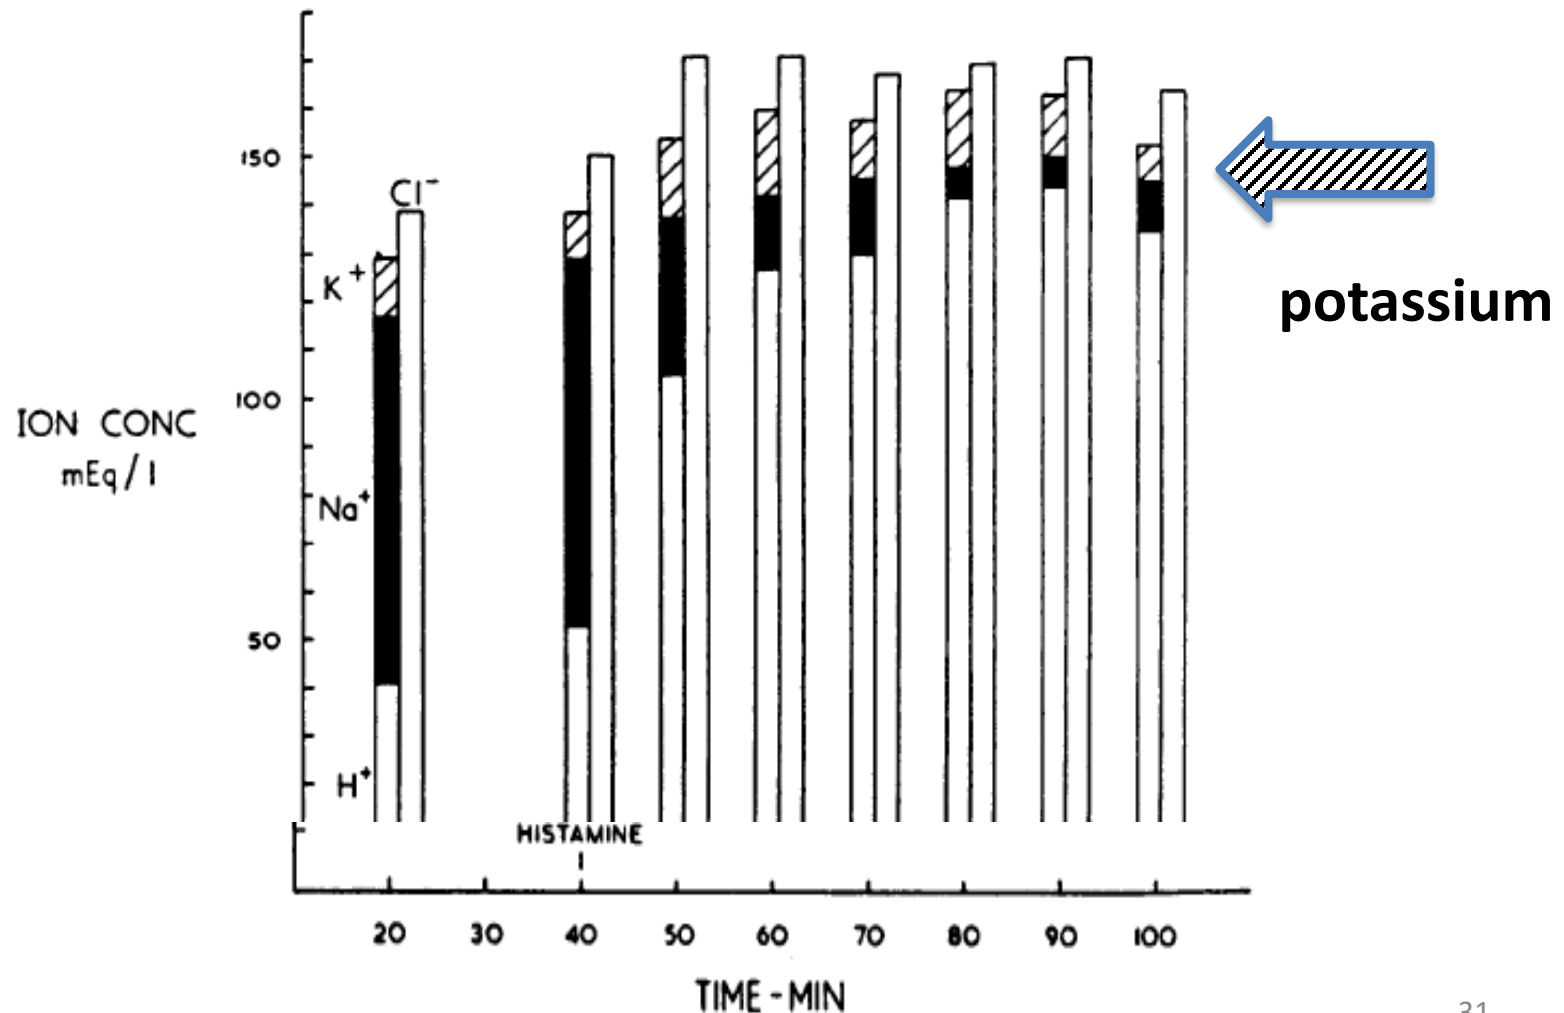 150
Cl⁻
K⁺
potassium
100
ION CONC
mEq/l
Na⁺
50
H⁺
HISTAMINE
20 30 40 50 60 70 80 90 100
TIME-MIN
31